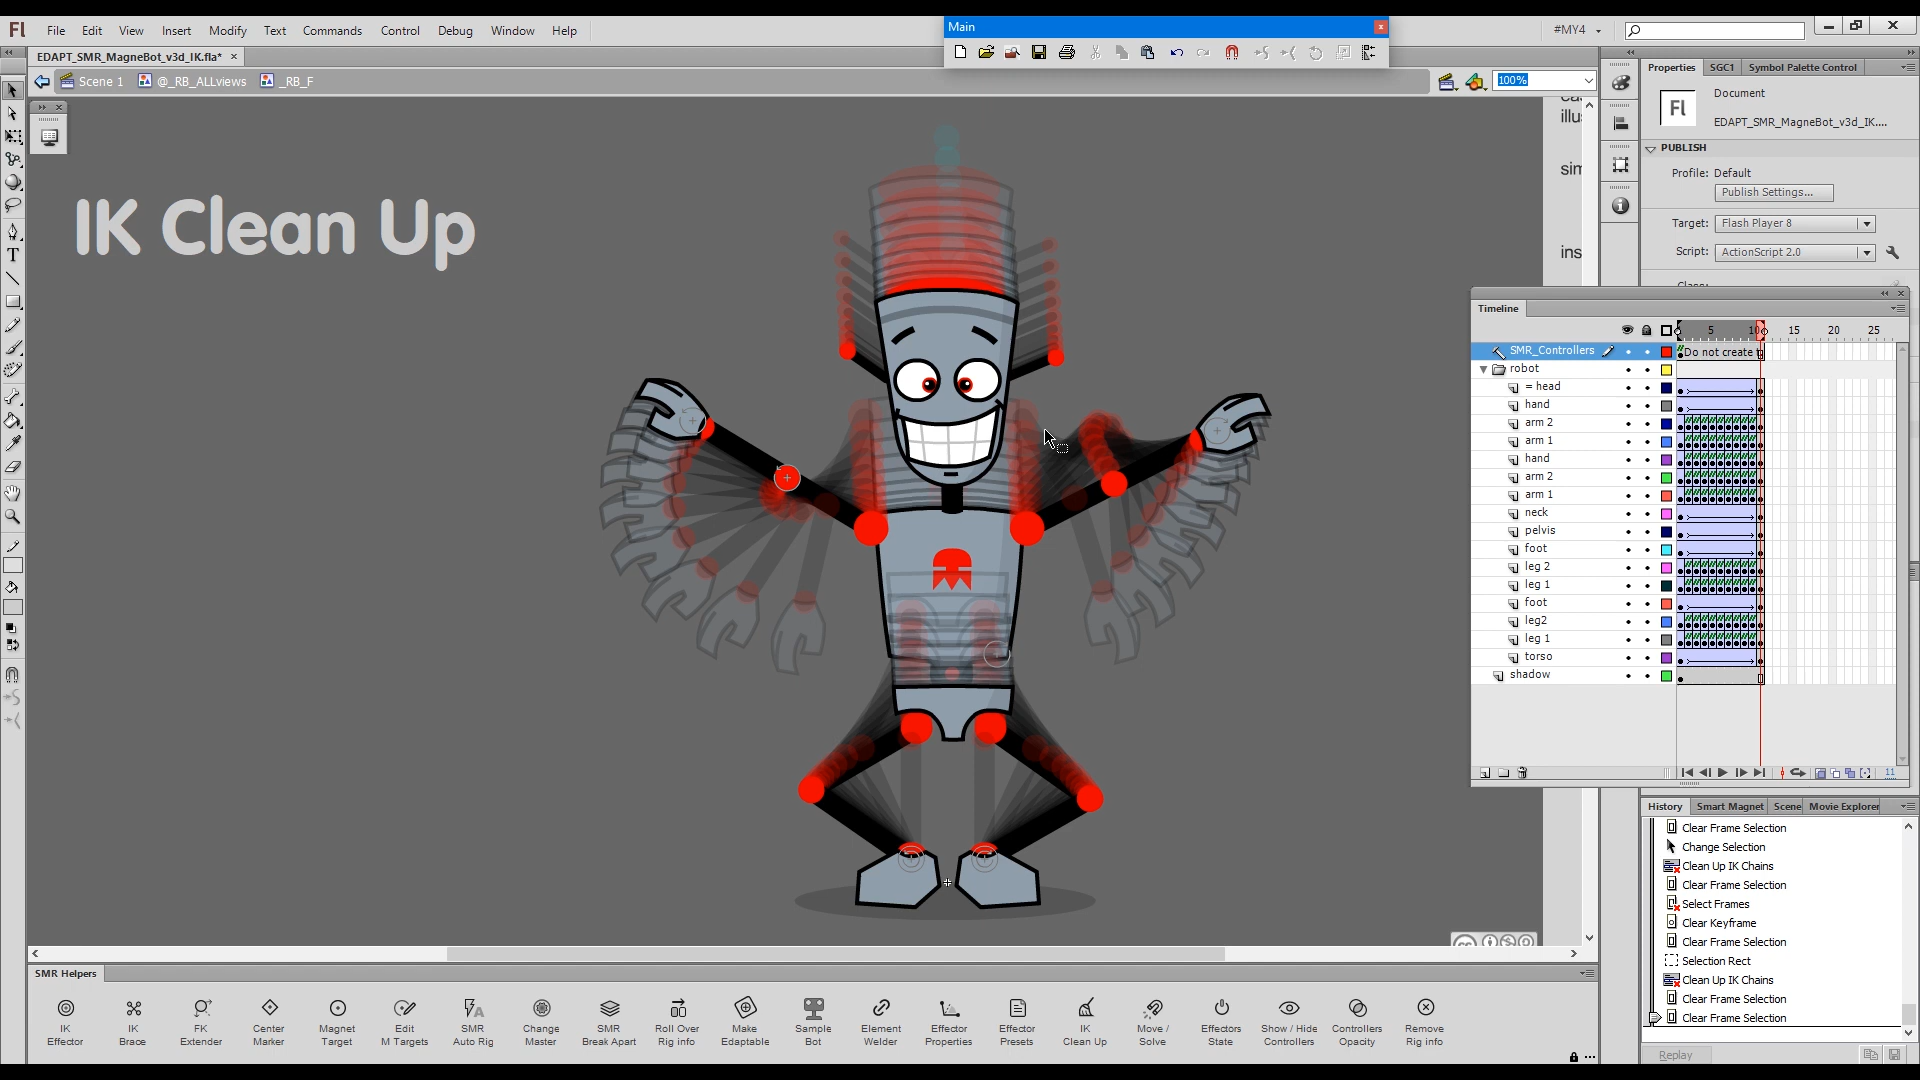 Main
Fl File Edit View Insert Modify Text Commands Control Debug Window Help
#MY4
EDAPT_SMR_MagneBot_v3d_IK.fla*
Scene 1 @_RB_ALLviews _RB_F
100%
IK Clean Up
illu
sim
ins
Properties SGC1 Symbol Palette Control
Fl
Document
EDAPT_SMR_MagneBot_v3d_IK....
PUBLISH
Profile: Default
Publish Settings...
Target: Flash Player 8
Script: ActionScript 2.0
Timeline
5 10 15 20 25
SMR_Controllers
Do not create t
robot
= head
hand
arm 2
arm 1
hand
arm 2
arm 1
neck
pelvis
foot
leg 2
leg 1
foot
leg2
leg 1
torso
shadow
11
History Smart Magnet Scene Movie Explorer
Clear Frame Selection
Change Selection
Clean Up IK Chains
Clear Frame Selection
Select Frames
Clear Keyframe
Clear Frame Selection
Selection Rect
Clean Up IK Chains
Clear Frame Selection
Clear Frame Selection
Replay
SMR Helpers
IK Effector
IK Brace
FK Extender
Center Marker
Magnet Target
Edit M Targets
SMR Auto Rig
Change Master
SMR Break Apart
Roll Over Rig info
Make Adaptable
Sample Bot
Element Welder
Effector Properties
Effector Presets
IK Clean Up
Move / Solve
Effectors State
Show / Hide Controllers
Controllers Opacity
Remove Rig info